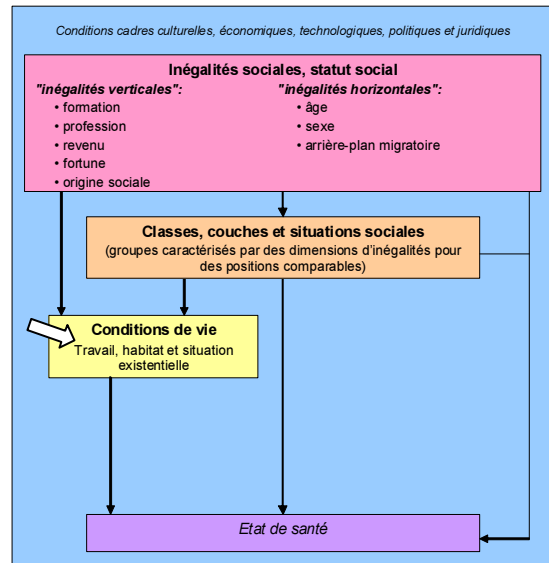 Conditions cadres culturelles, économiques, technologiques, politiques et juridiques
Inégalités sociales, statut social
"inégalités verticales":
• formation
• profession
• revenu
• fortune
• origine sociale
"inégalités horizontales":
• âge
• sexe
• arrière-plan migratoire
Classes, couches et situations sociales
(groupes caractérisés par des dimensions d'inégalités pour
des positions comparables)
Conditions de vie
Travail, habitat et situation
existentielle
Etat de santé